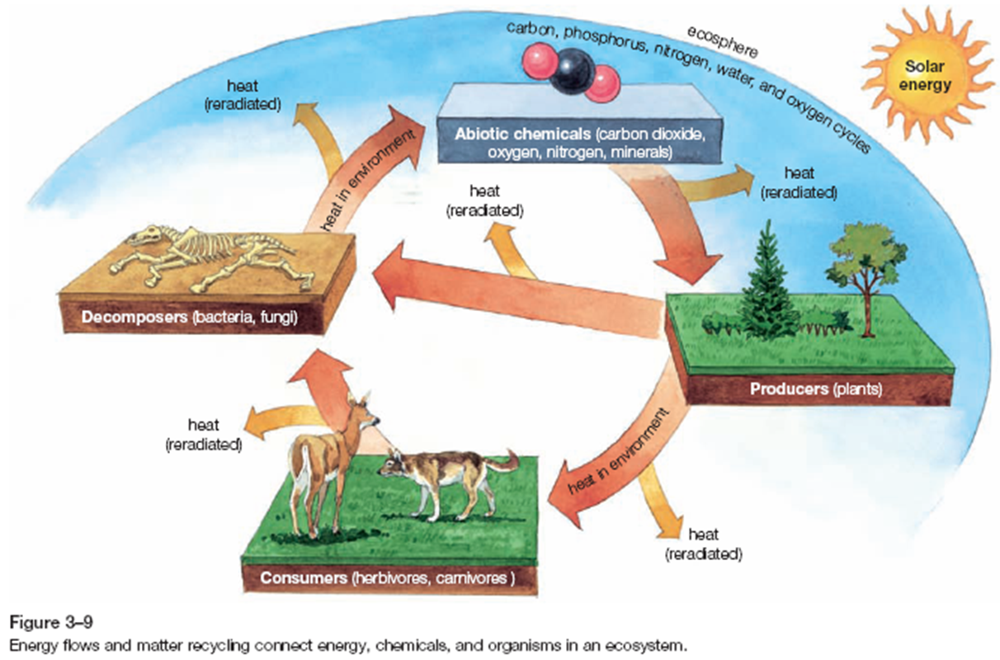 ecosphere
carbon, phosphorus, nitrogen, water, and oxygen cycles
Solar
energy
heat
(reradiated)
heat in environment
Abiotic chemicals (carbon dioxide,
oxygen, nitrogen, minerals)
heat
(reradiated)
heat
(reradiated)
Decomposers (bacteria, fungi)
Producers (plants)
heat
(reradiated)
heat in environment
heat
(reradiated)
Consumers (herbivores, carnivores )
Figure 3–9
Energy flows and matter recycling connect energy, chemicals, and organisms in an ecosystem.